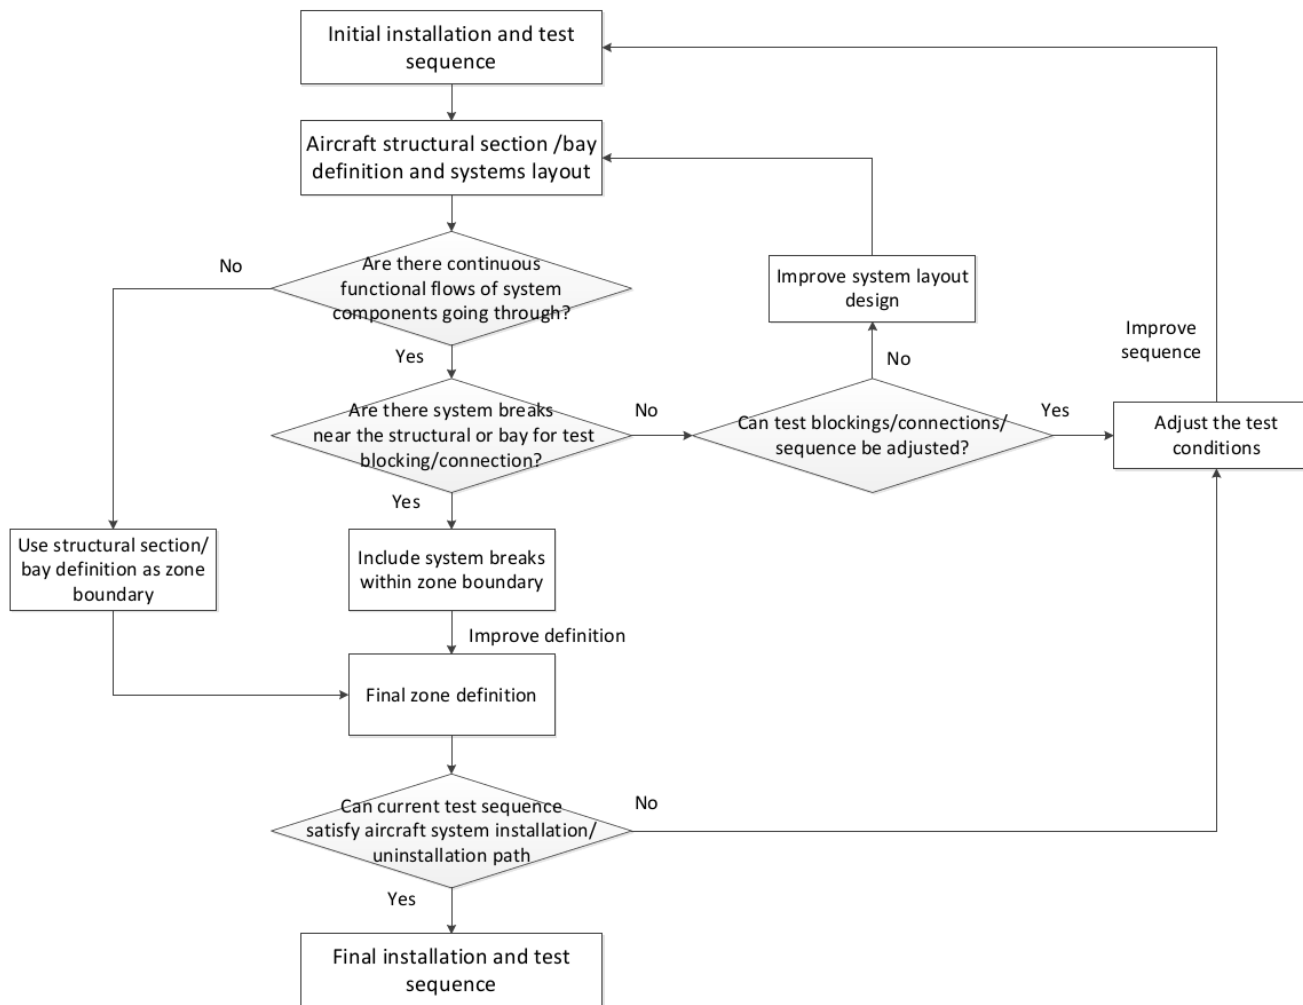 Initial installation and test
sequence
Aircraft structural section /bay
definition and systems layout
No
Are there continuous
functional flows of system
components going through?
Yes
Improve system layout
design
Improve
sequence
No
Are there system breaks
near the structural or bay for test
blocking/connection?
No
Can test blockings/connections/
sequence be adjusted?
Yes
Adjust the test
conditions
Yes
Use structural section/
bay definition as zone
boundary
Include system breaks
within zone boundary
Improve definition
Final zone definition
Can current test sequence
satisfy aircraft system installation/
uninstallation path
No
Yes
Final installation and test
sequence